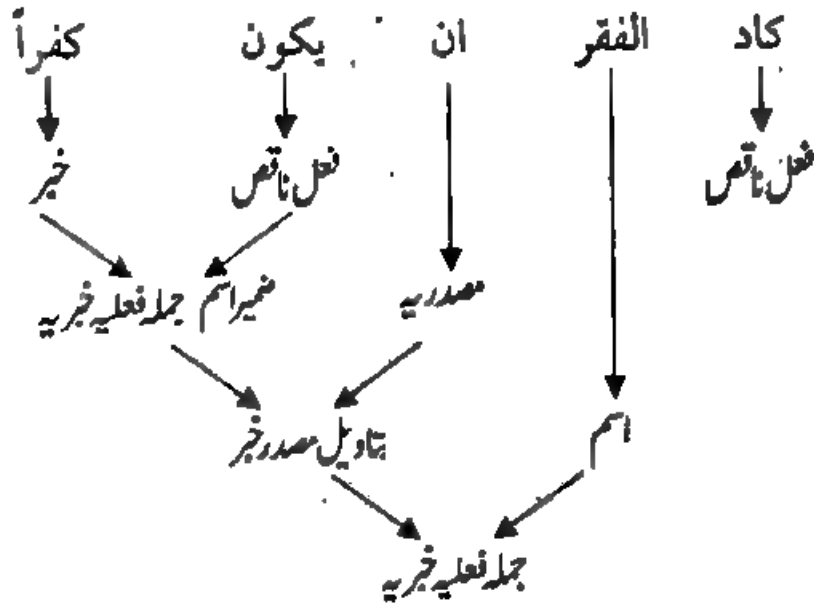 كاد الفقر ان يكون كفراً
فعل ناقص فعل ناقص خبر
مصدریہ ضمیر اسم جملہ فعلیہ خبریہ
اسم بتاویل مصدر خبر
جملہ فعلیہ خبریہ